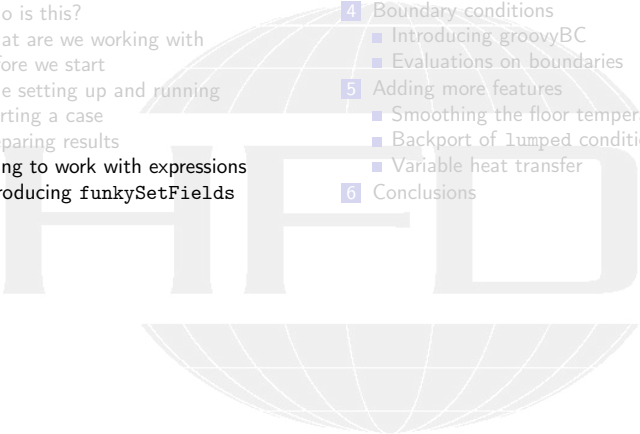 o is this?
at are we working with
fore we start
e setting up and running
rting a case
paring results
ng to work with expressions
roducing funkySetFields
4 Boundary conditions
Introducing groovyBC
Evaluations on boundaries
5 Adding more features
Smoothing the floor tempera
Backport of lumped conditi
Variable heat transfer
6 Conclusions
HFD